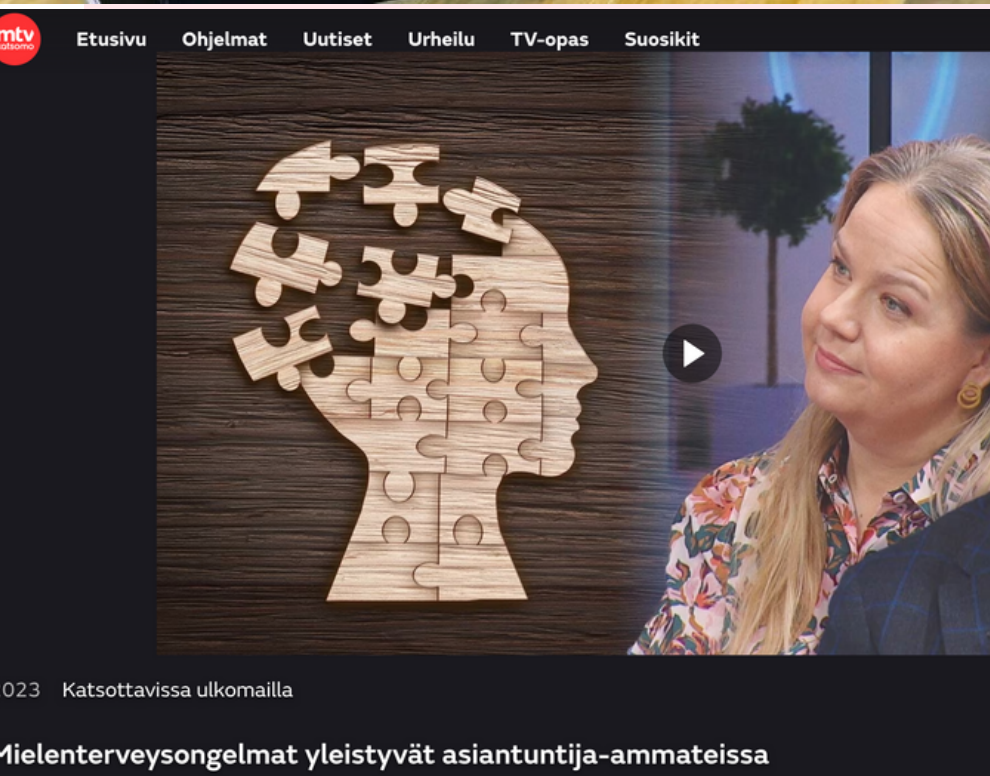 mtv
katsomo
Etusivu Ohjelmat Uutiset Urheilu TV-opas Suosikit
023 Katsottavissa ulkomailla
Mielenterveysongelmat yleistyvät asiantuntija-ammateissa